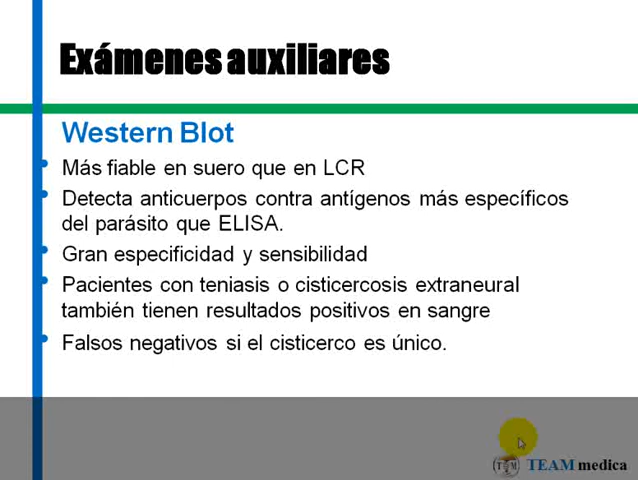 Exámenes auxiliares
Western Blot
• Más fiable en suero que en LCR
• Detecta anticuerpos contra antígenos más específicos
del parásito que ELISA.
• Gran especificidad y sensibilidad
• Pacientes con teniasis o cisticercosis extraneural
también tienen resultados positivos en sangre
• Falsos negativos si el cisticerco es único.
TEAM medica